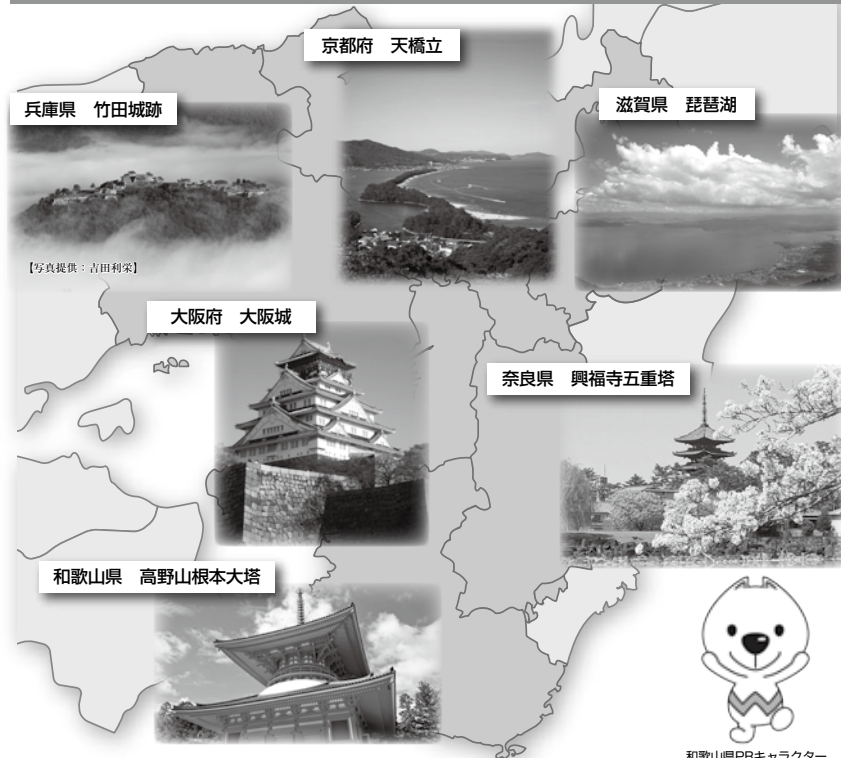 京都府　天橋立
兵庫県　竹田城跡
滋賀県　琵琶湖
【写真提供：吉田利栄】
大阪府　大阪城
奈良県　興福寺五重塔
和歌山県　高野山根本大塔
和歌山県PRキャラクター